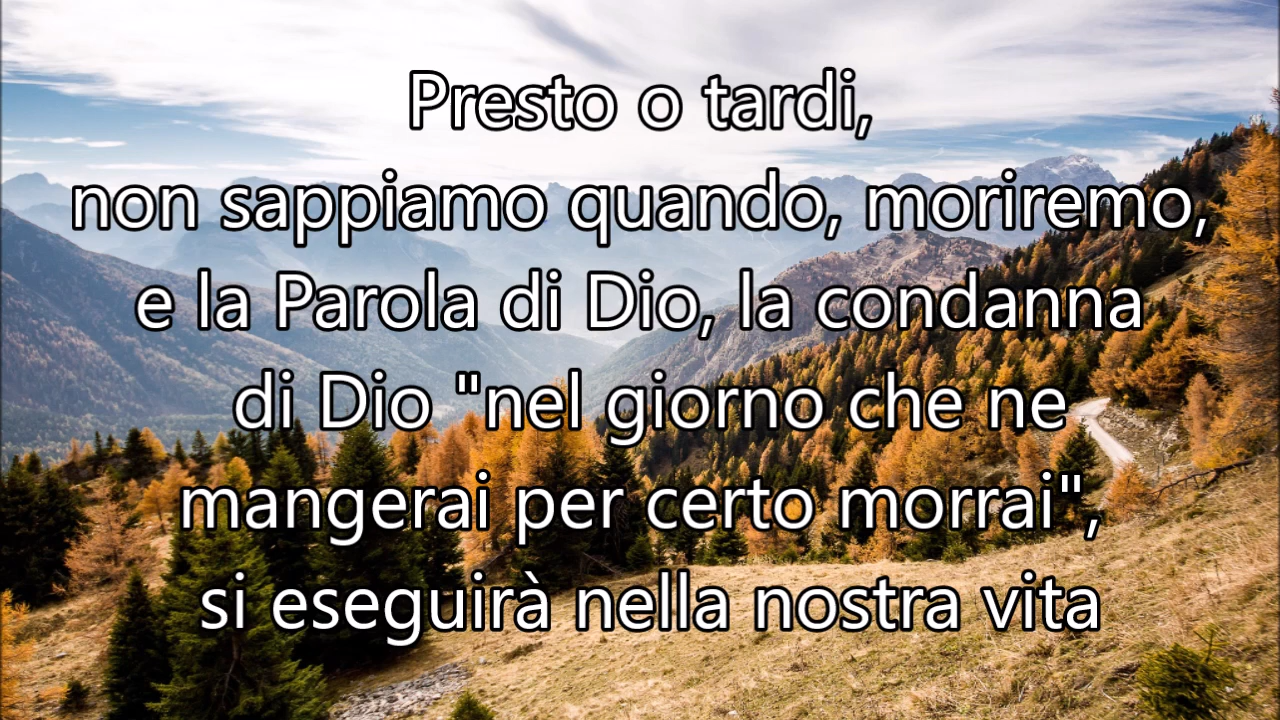 Presto o tardi,
non sappiamo quando, moriremo,
e la Parola di Dio, la condanna
di Dio "nel giorno che ne
mangerai per certo morrai",
si eseguirà nella nostra vita